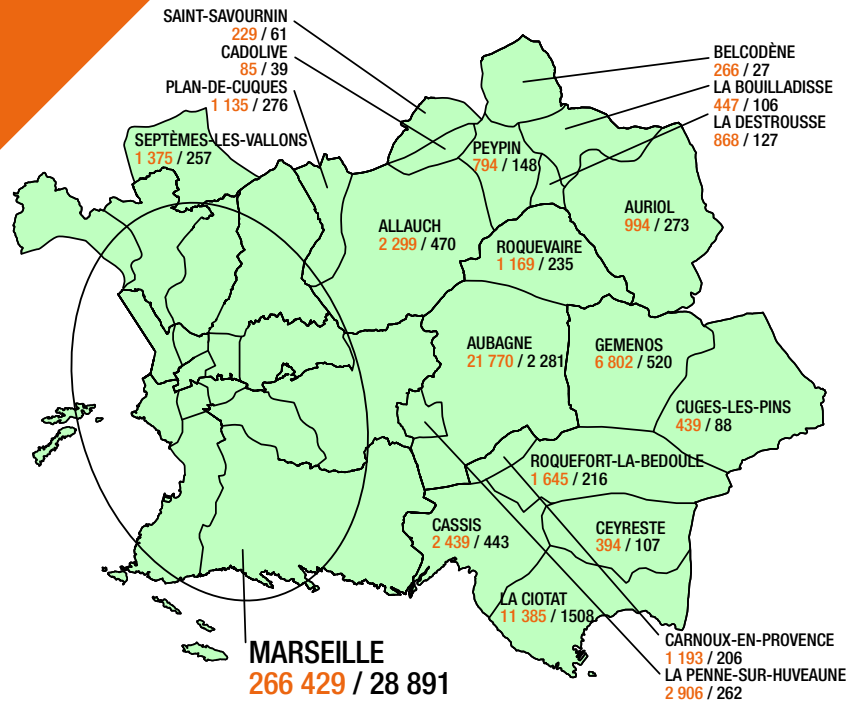 SAINT-SAVOURNIN
229 / 61
CADOLIVE
85 / 39
PLAN-DE-CUQUES
1 135 / 276
SEPTÈMES-LES-VALLONS
1 375 / 257
BELCODÈNE
266 / 27
LA BOUILLADISSE
447 / 106
LA DESTROUSSE
868 / 127
PEYPIN
794 / 148
AURIOL
994 / 273
ALLAUCH
2 299 / 470
ROQUEVAIRE
1 169 / 235
AUBAGNE
21 770 / 2 281
GEMENOS
6 802 / 520
CUGES-LES-PINS
439 / 88
ROQUEFORT-LA-BEDOULE
1 645 / 216
CASSIS
2 439 / 443
CEYRESTE
394 / 107
LA CIOTAT
11 385 / 1508
MARSEILLE
266 429 / 28 891
CARNOUX-EN-PROVENCE
1 193 / 206
LA PENNE-SUR-HUVEAUNE
2 906 / 262